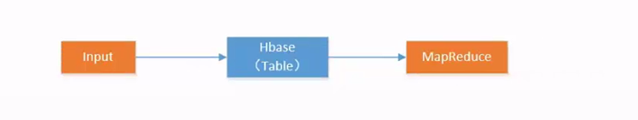 Input
Hbase
（Table）
MapReduce